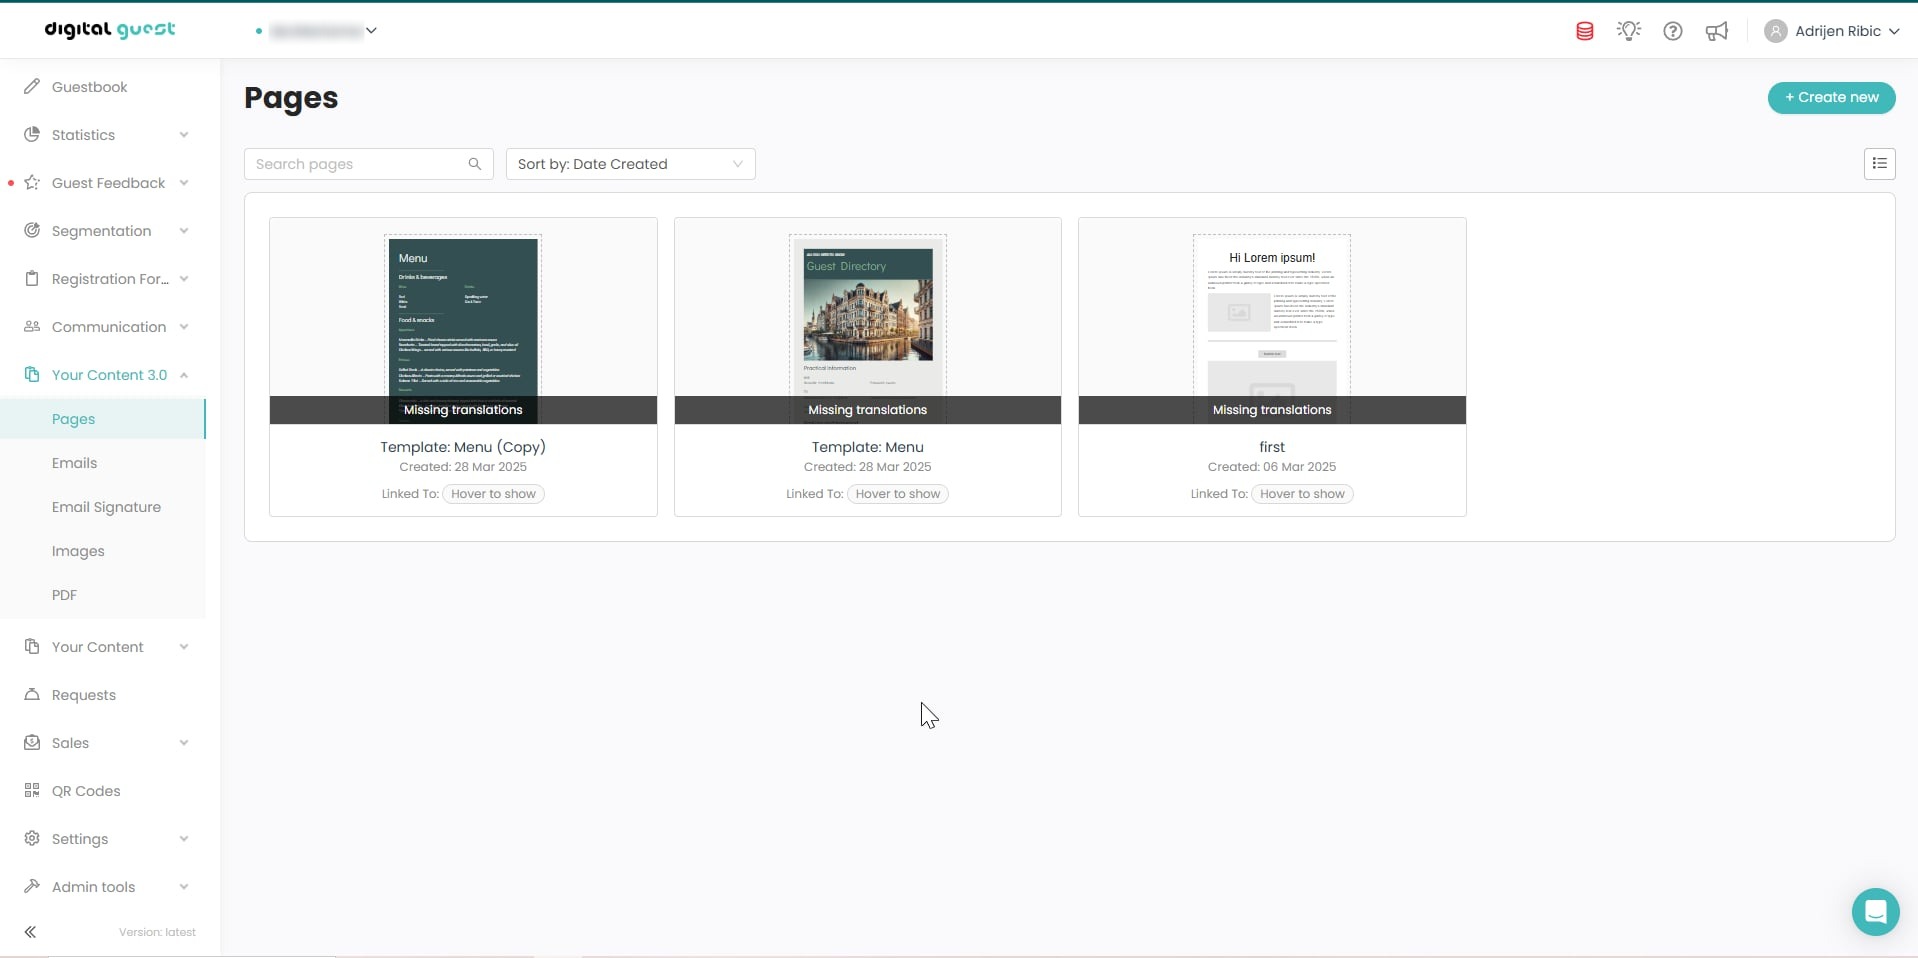 digital guest
Adrijen Ribic
Guestbook
Statistics
Guest Feedback
Segmentation
Registration For...
Communication
Your Content 3.0
Pages
Emails
Email Signature
Images
PDF
Your Content
Requests
Sales
QR Codes
Settings
Admin tools
Version: latest
Pages
+ Create new
Search pages
Sort by: Date Created
Menu
Drinks & beverages
Food & snacks
Missing translations
Template: Menu (Copy)
Created: 28 Mar 2025
Linked To: Hover to show
Guest Directory
Practical information
Missing translations
Template: Menu
Created: 28 Mar 2025
Linked To: Hover to show
Hi Lorem ipsum!
Missing translations
first
Created: 06 Mar 2025
Linked To: Hover to show